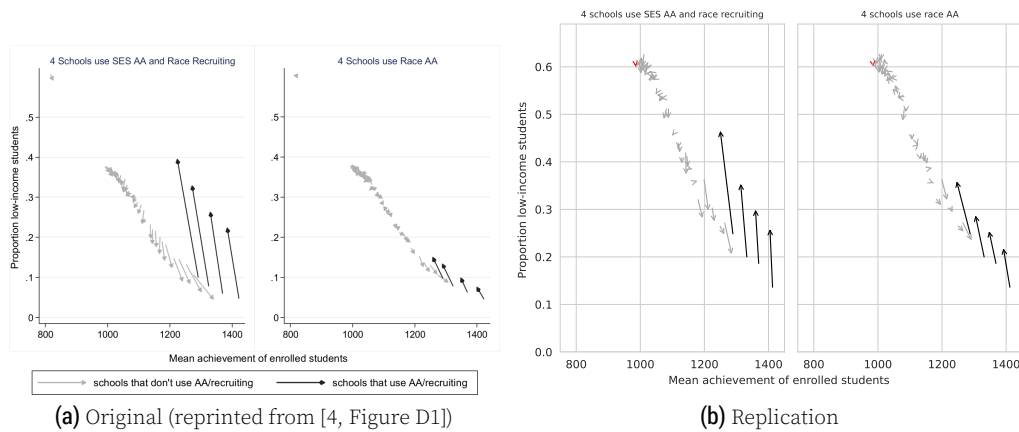 4 Schools use SES AA and Race Recruiting
4 Schools use Race AA
Proportion low-income students
.5
.4
.3
.2
.1
0
800
1000
1200
1400
800
1000
1200
1400
Mean achievement of enrolled students
schools that don't use AA/recruiting
schools that use AA/recruiting
(a) Original (reprinted from [4, Figure D1])
4 schools use SES AA and race recruiting
4 schools use race AA
Proportion low-income students
0.6
0.5
0.4
0.3
0.2
0.1
0.0
800
1000
1200
1400
800
1000
1200
1400
Mean achievement of enrolled students
(b) Replication